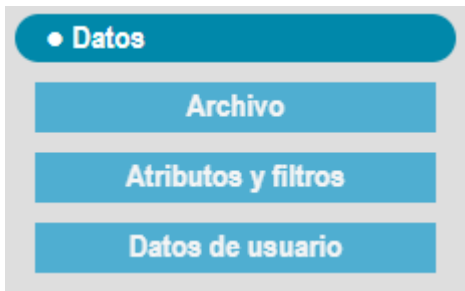 • Datos
Archivo
Atributos y filtros
Datos de usuario